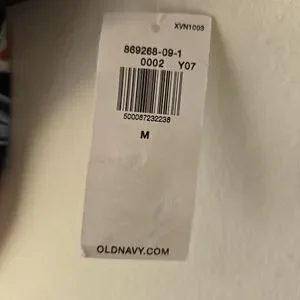 XVN1003
869268-09-1
0002 Y07
500087232238
M
OLDNAVY.COM